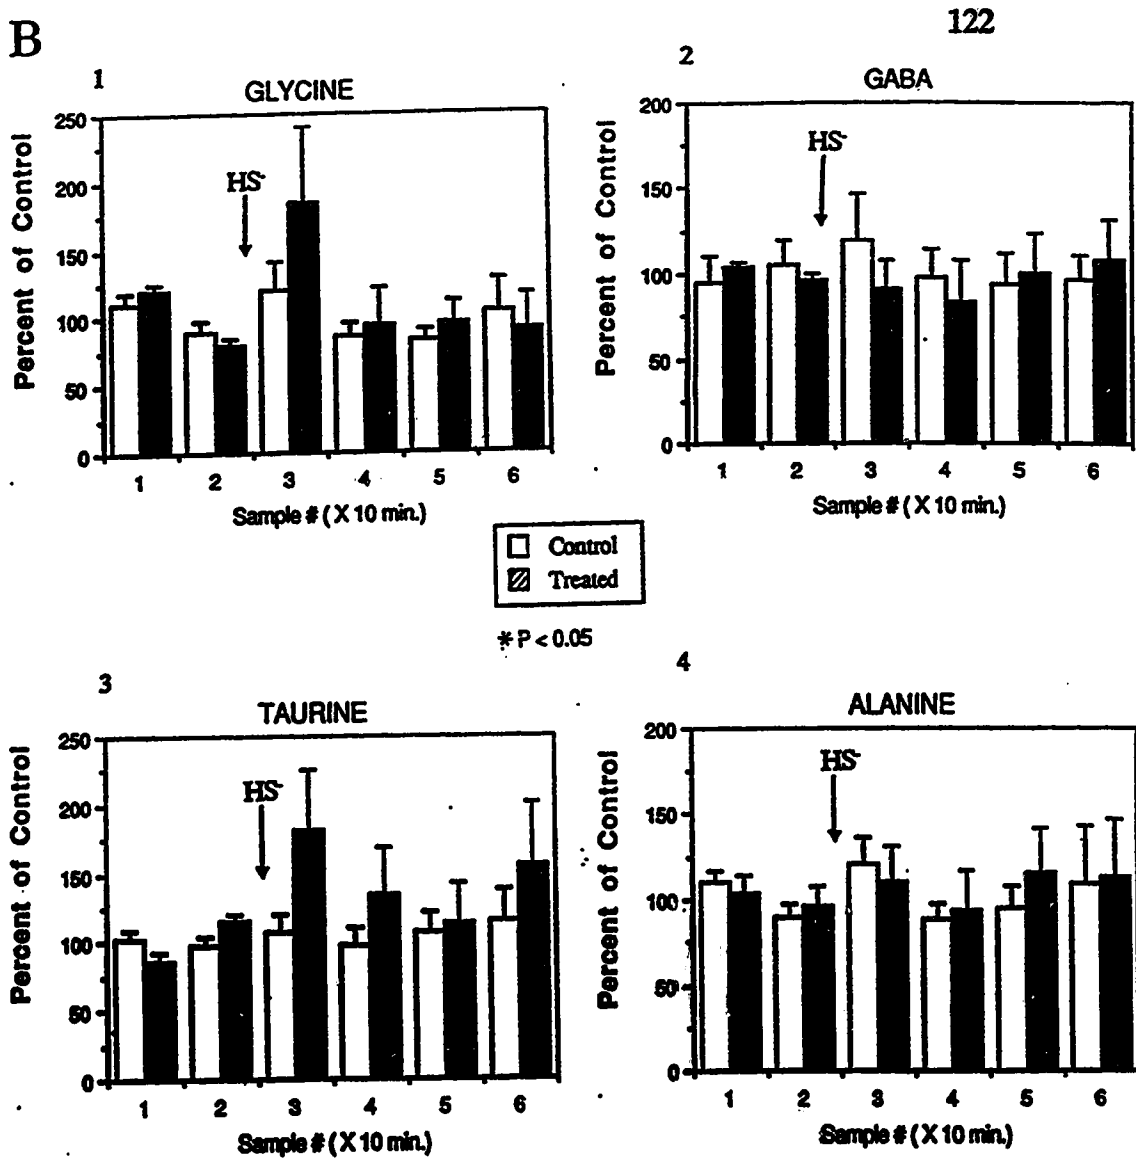 B
122
1
GLYCINE
Percent of Control
250
200
150
100
50
0
HS-
1 2 3 4 5 6
Sample # ( X 10 min.)
2
GABA
Percent of Control
200
150
100
50
0
HS-
1 2 3 4 5 6
Sample # ( X 10 min.)
Control
Treated
* P < 0.05
3
TAURINE
Percent of Control
250
200
150
100
50
0
HS-
1 2 3 4 5 6
Sample # ( X 10 min.)
4
ALANINE
Percent of Control
200
150
100
50
0
HS-
1 2 3 4 5 6
Sample # ( X 10 min.)